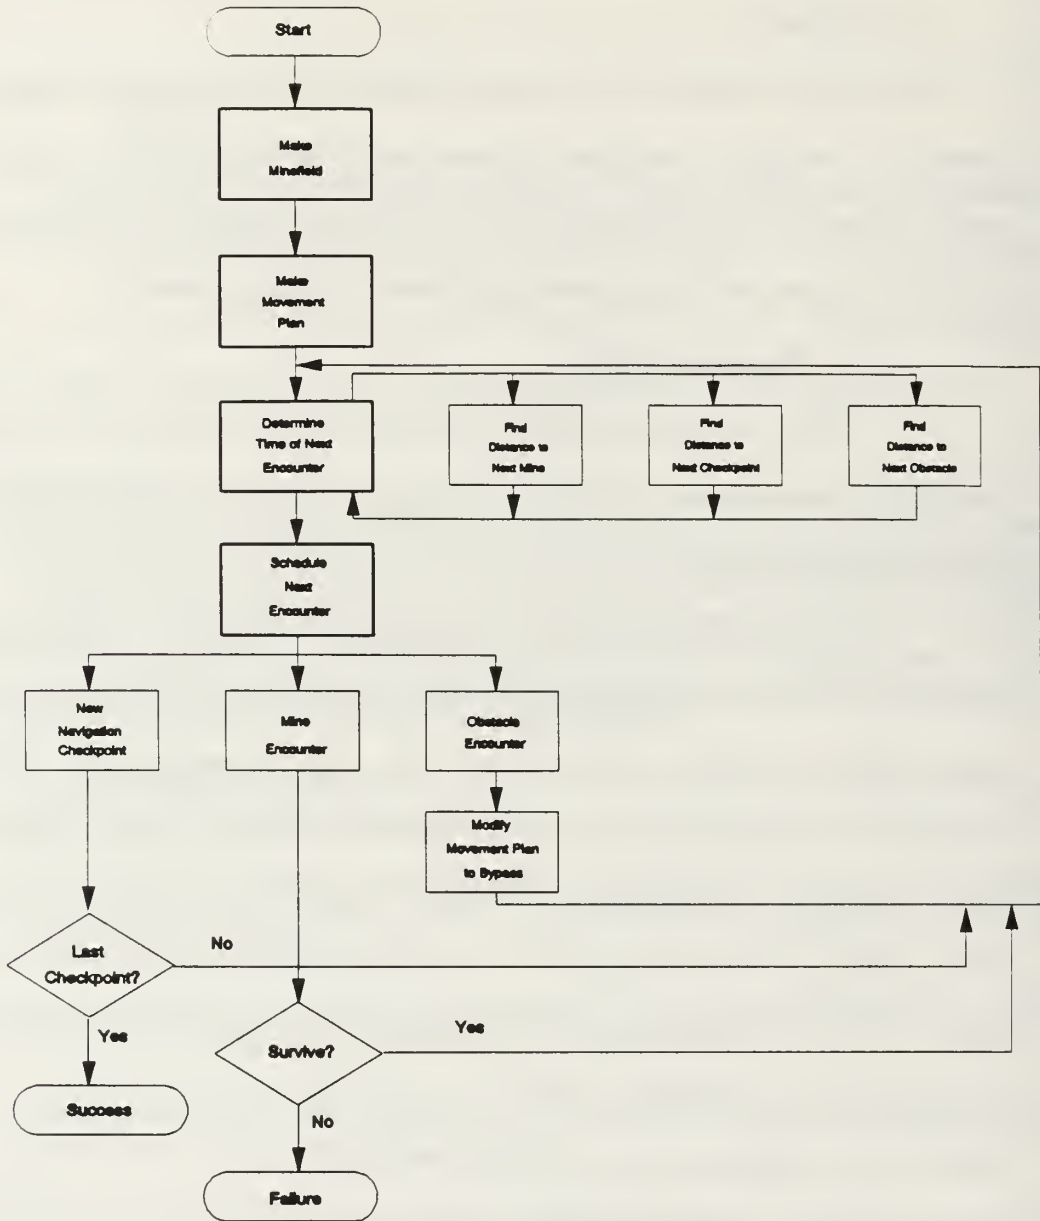 Start
Make
Minefield
Make
Movement
Plan
Determine
Time of Next
Encounter
Find
Distance to
Next Mine
Find
Distance to
Next Checkpoint
Find
Distance to
Next Obstacle
Schedule
Next
Encounter
New
Navigation
Checkpoint
Mine
Encounter
Obstacle
Encounter
Modify
Movement Plan
to Bypass
Last
Checkpoint?
No
Yes
Success
Survive?
Yes
No
Failure